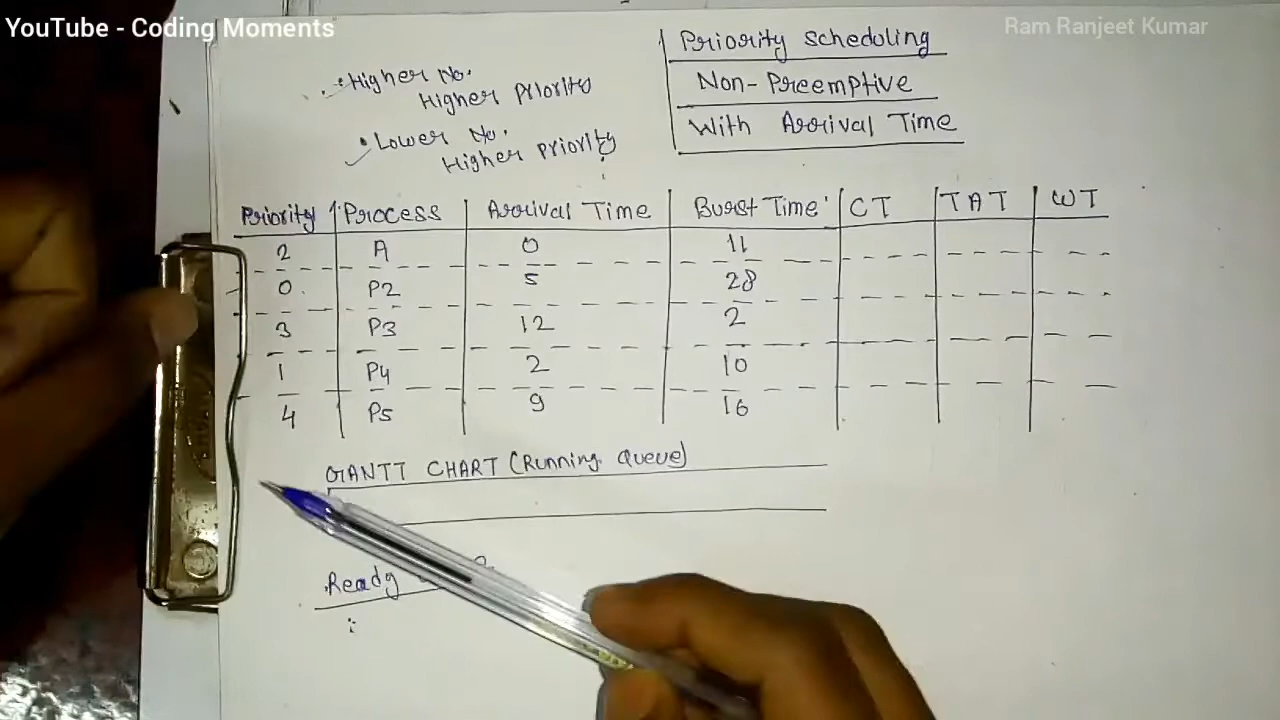 YouTube - Coding Moments
Ram Ranjeet Kumar
Priority Scheduling
Non-Preemptive
With Arrival Time
Higher No.
Higher Priority
Lower No.
Higher Priority
Priority Process Arrival Time Burst Time CT TAT WT
2 A 0 11
0 P2 5 28
3 P3 12 2
1 P4 2 10
4 P5 9 16
GANTT CHART (Running Queue)
Ready